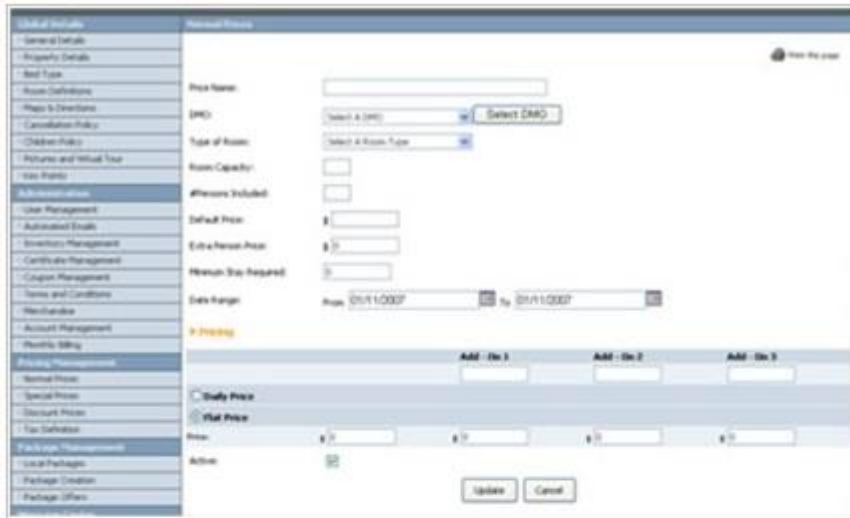 Global Details
General Details
Property Details
Bed Type
Room Definitions
Maps & Directions
Cancellation Policy
Children Policy
Pictures and Virtual Tour
Key Points
Administration
User Management
Automated Emails
Inventory Management
Certificate Management
Coupon Management
Terms and Conditions
Merchandise
Account Management
Monthly Billing
Pricing Management
Normal Prices
Special Prices
Discount Prices
Tax Definition
Package Management
Local Packages
Package Creation
Package Offers
Normal Prices
Print this page
Price Name:
DMO: Select A DMO Select DMO
Type of Room: Select A Room Type
Room Capacity:
#Persons Included:
Default Price: $
Extra Person Price: $ 0
Minimum Stay Required: 0
Date Range: From 01/11/2007 To 01/11/2007
Pricing
Add - On 1 Add - On 2 Add - On 3
Daily Price
Flat Price
Price: $ 0 $ 0 $ 0 $ 0
Active:
Update Cancel